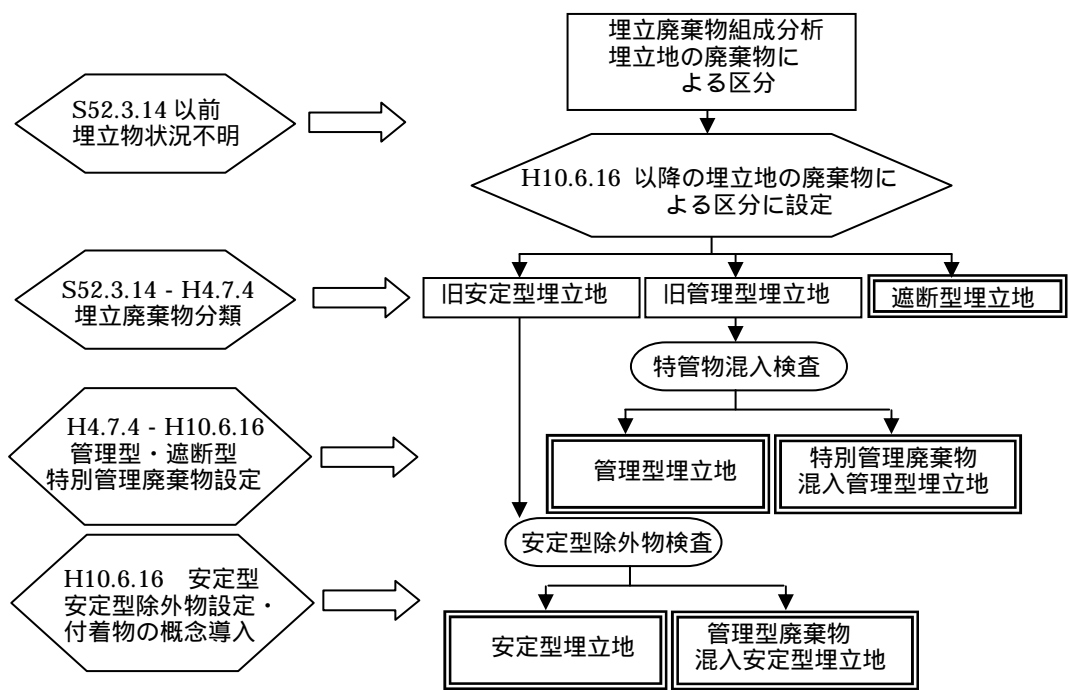 埋立廃棄物組成分析
埋立地の廃棄物に
よる区分
S52.3.14 以前
埋立物状況不明
H10.6.16 以降の埋立地の廃棄物に
よる区分に設定
S52.3.14 - H4.7.4
埋立廃棄物分類
旧安定型埋立地
旧管理型埋立地
遮断型埋立地
特管物混入検査
H4.7.4 - H10.6.16
管理型・遮断型
特別管理廃棄物設定
管理型埋立地
特別管理廃棄物
混入管理型埋立地
安定型除外物検査
H10.6.16 安定型
安定型除外物設定・
付着物の概念導入
安定型埋立地
管理型廃棄物
混入安定型埋立地